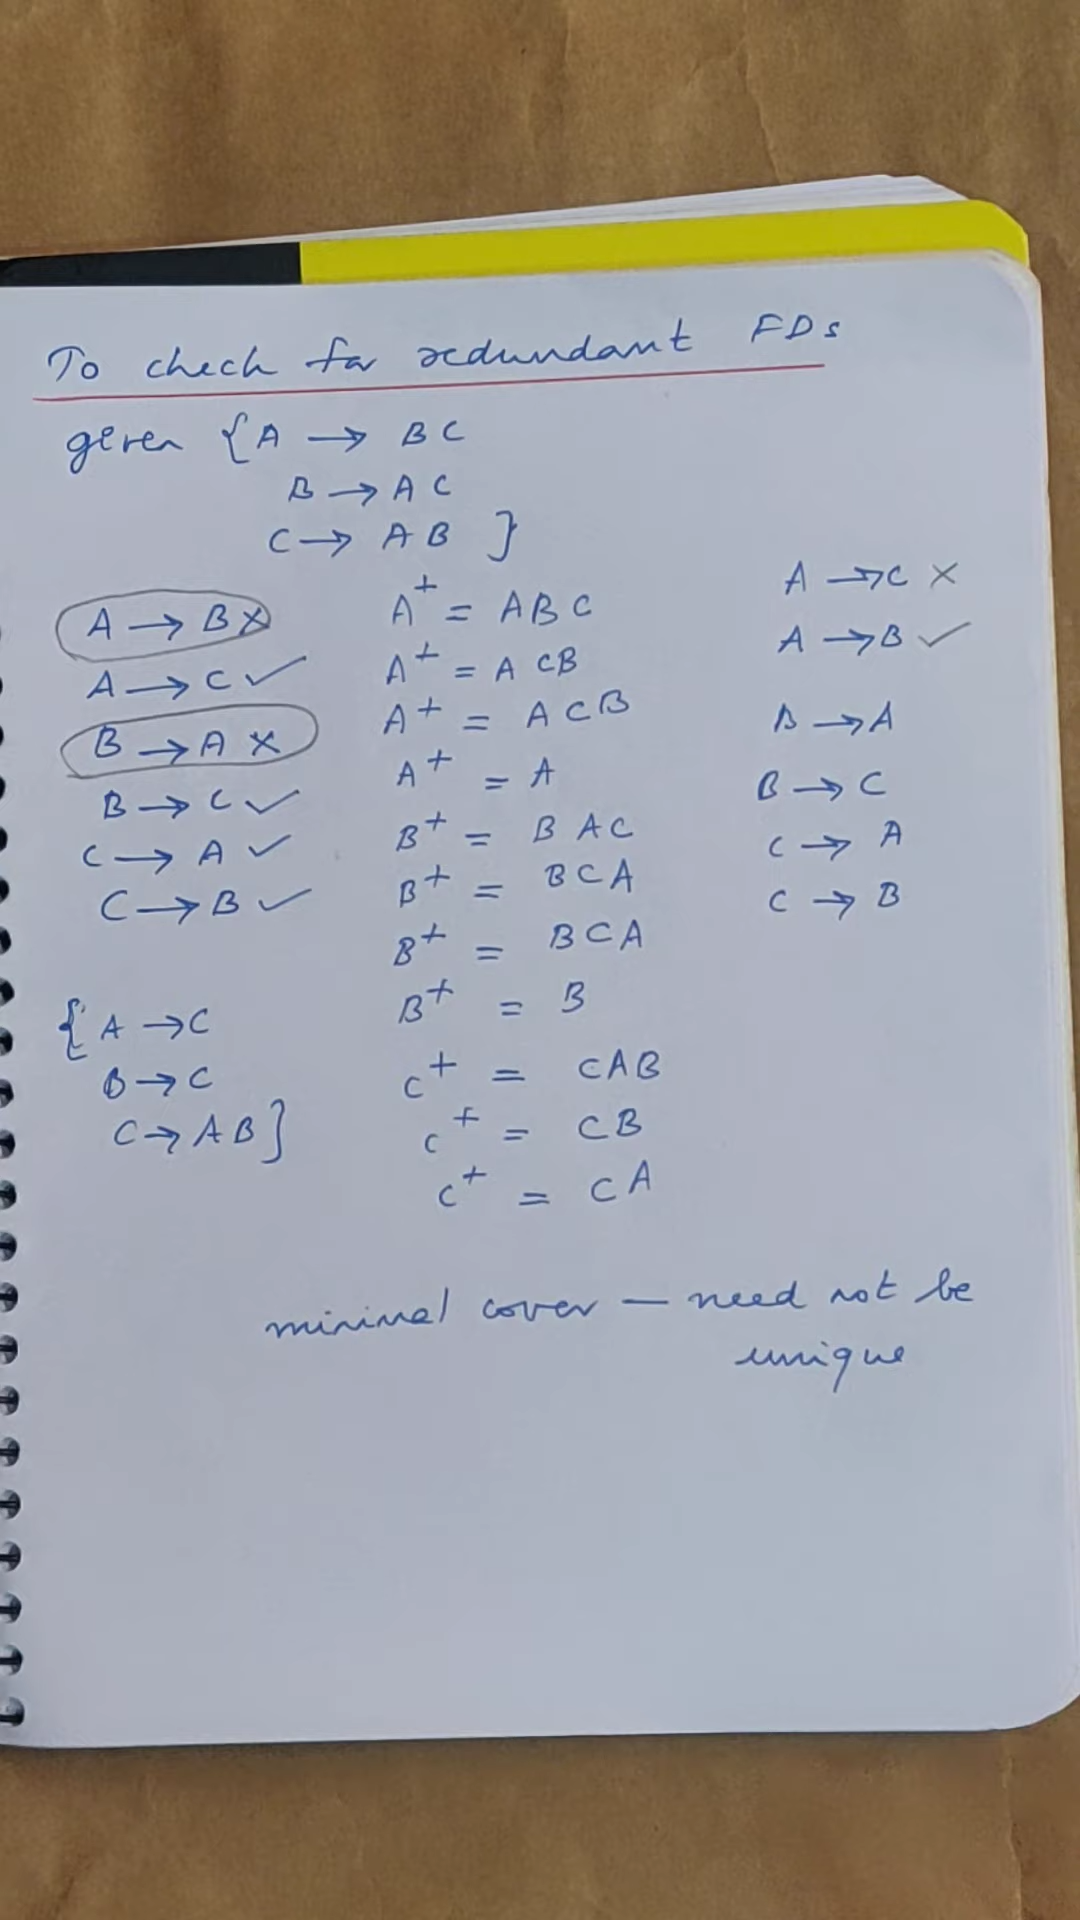 To check for redundant FDs
given {A → BC
B → AC
C → AB }
A → B ×
A → C ✓
B → A ×
B → C ✓
C → A ✓
C → B ✓
{A → C
B → C
C → AB}
A+ = ABC
A+ = ACB
A+ = ACB
A+ = A
B+ = BAC
B+ = BCA
B+ = BCA
B+ = B
C+ = CAB
C+ = CB
C+ = CA
A → C ×
A → B ✓
B → A
B → C
C → A
C → B
minimal cover – need not be
unique